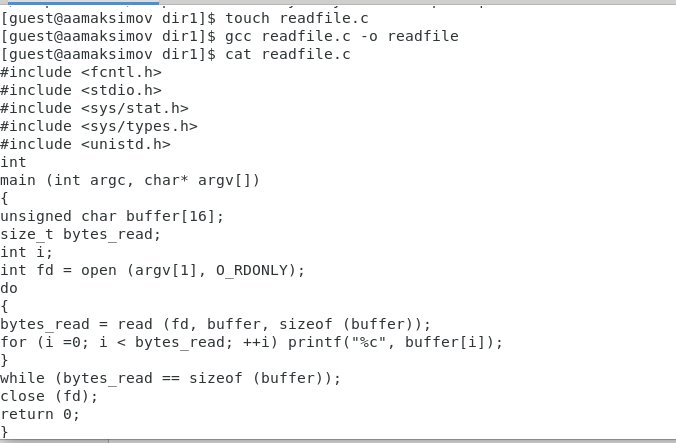 [guest@aamaksimov dir1]$ touch readfile.c
[guest@aamaksimov dir1]$ gcc readfile.c -o readfile
[guest@aamaksimov dir1]$ cat readfile.c
#include <fcntl.h>
#include <stdio.h>
#include <sys/stat.h>
#include <sys/types.h>
#include <unistd.h>
int
main (int argc, char* argv[])
{
unsigned char buffer[16];
size_t bytes_read;
int i;
int fd = open (argv[1], O_RDONLY);
do
{
bytes_read = read (fd, buffer, sizeof (buffer));
for (i =0; i < bytes_read; ++i) printf("%c", buffer[i]);
}
while (bytes_read == sizeof (buffer));
close (fd);
return 0;
}